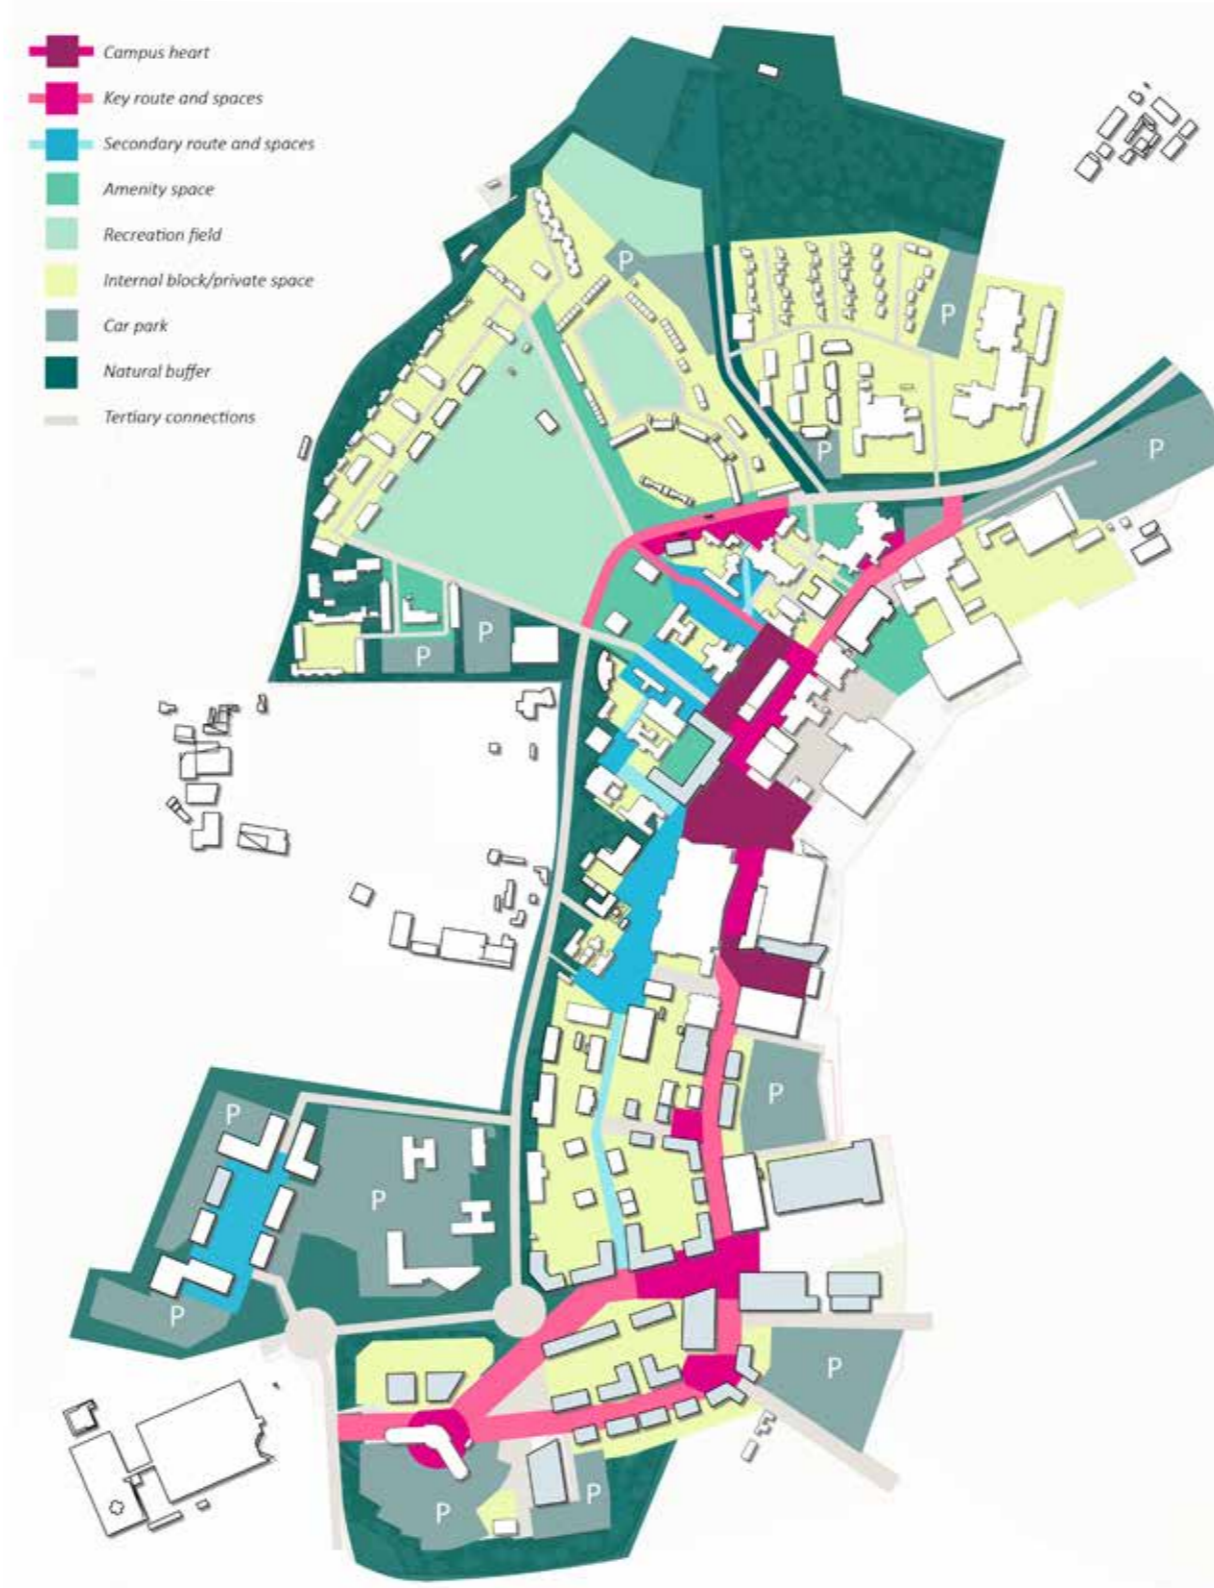 Campus heart
Key route and spaces
Secondary route and spaces
Amenity space
Recreation field
Internal block/private space
Car park
Natural buffer
Tertiary connections
P
P
P
P
P
P
P
P
P
P
P
P
P